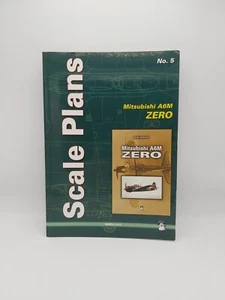 Scale Plans
No. 5
Mitsubishi A6M
ZERO
Mitsubishi A6M
ZERO